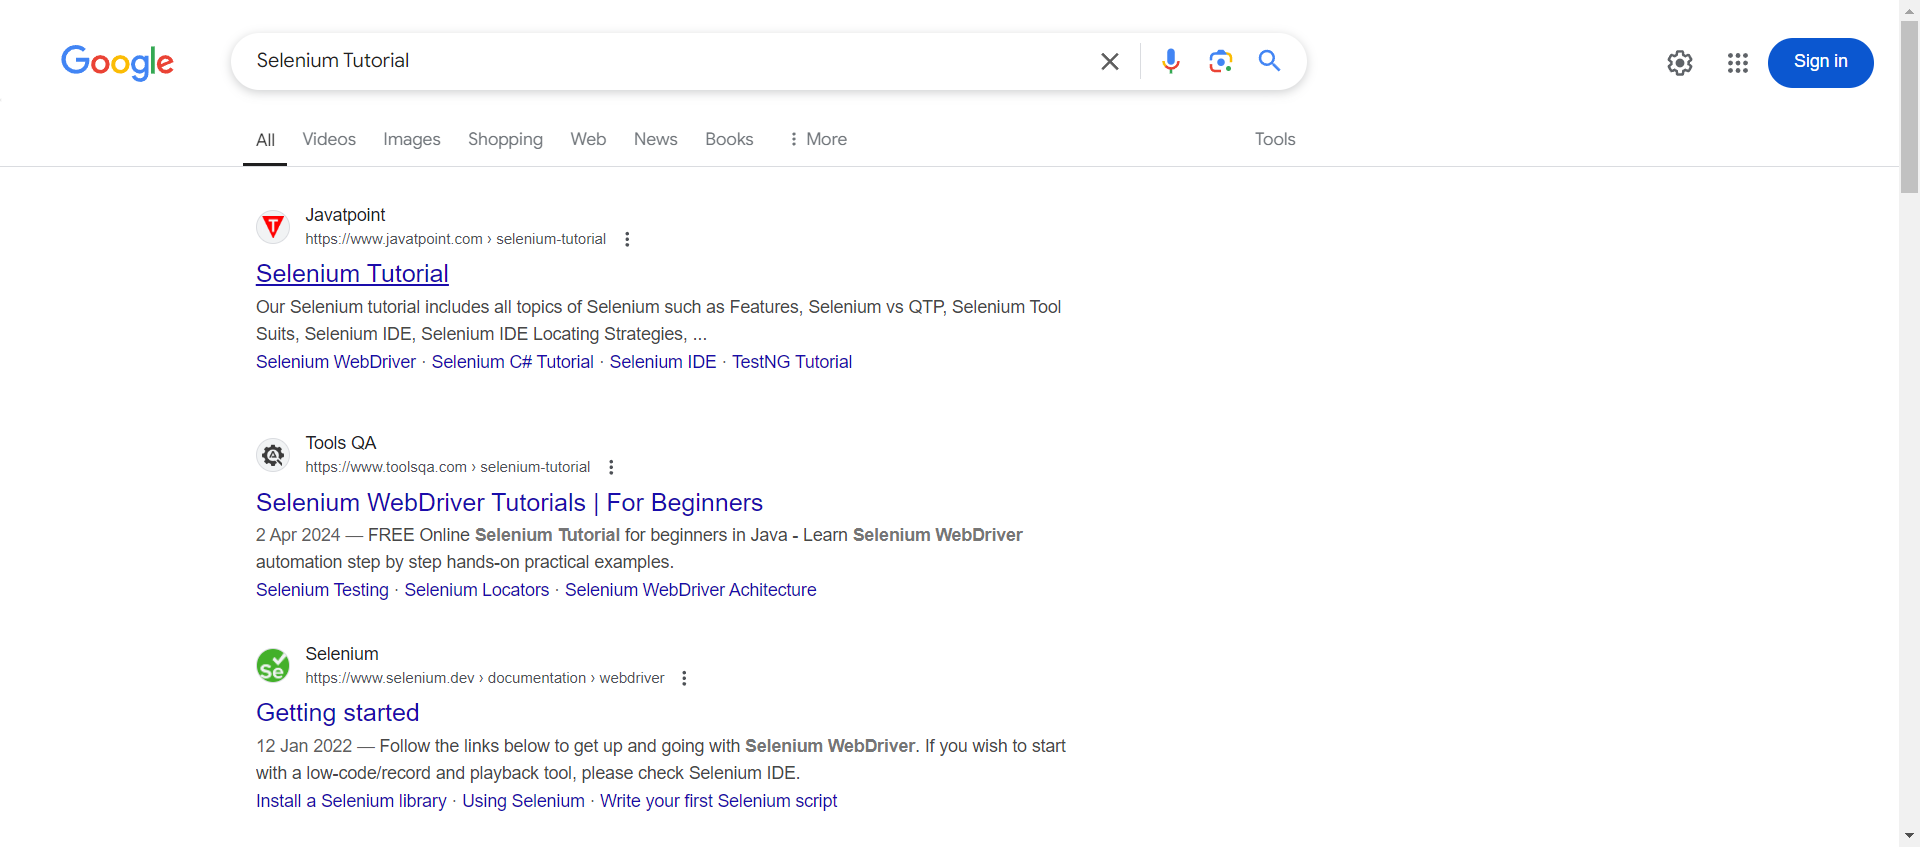 Google
Selenium Tutorial
Sign in
All Videos Images Shopping Web News Books More Tools
Javatpoint
https://www.javatpoint.com › selenium-tutorial
Selenium Tutorial
Our Selenium tutorial includes all topics of Selenium such as Features, Selenium vs QTP, Selenium Tool
Suits, Selenium IDE, Selenium IDE Locating Strategies, ...
Selenium WebDriver · Selenium C# Tutorial · Selenium IDE · TestNG Tutorial
Tools QA
https://www.toolsqa.com › selenium-tutorial
Selenium WebDriver Tutorials | For Beginners
2 Apr 2024 — FREE Online Selenium Tutorial for beginners in Java - Learn Selenium WebDriver
automation step by step hands-on practical examples.
Selenium Testing · Selenium Locators · Selenium WebDriver Achitecture
Se
Selenium
https://www.selenium.dev › documentation › webdriver
Getting started
12 Jan 2022 — Follow the links below to get up and going with Selenium WebDriver. If you wish to start
with a low-code/record and playback tool, please check Selenium IDE.
Install a Selenium library · Using Selenium · Write your first Selenium script